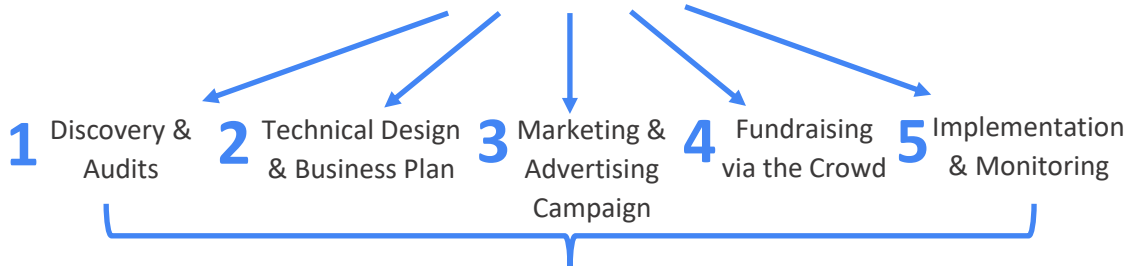 1 Discovery &
Audits
2 Technical Design
& Business Plan
3 Marketing &
Advertising
Campaign
4 Fundraising
via the Crowd
5 Implementation
& Monitoring